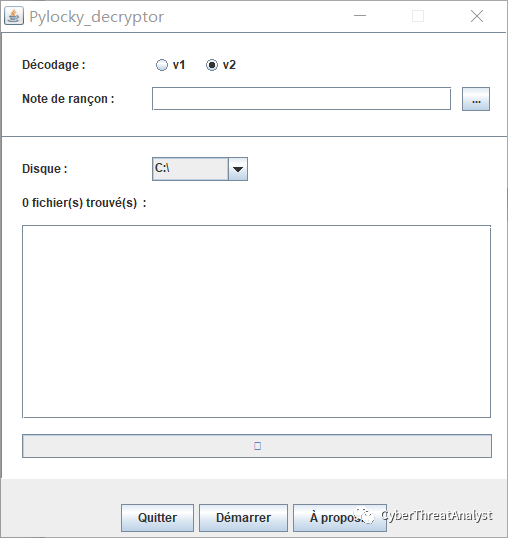 Pylocky_decryptor
Décodage : v1 v2
Note de rançon : ...
Disque : C:\
0 fichier(s) trouvé(s) :
Quitter Démarrer À propos
CyberThreatAnalyst